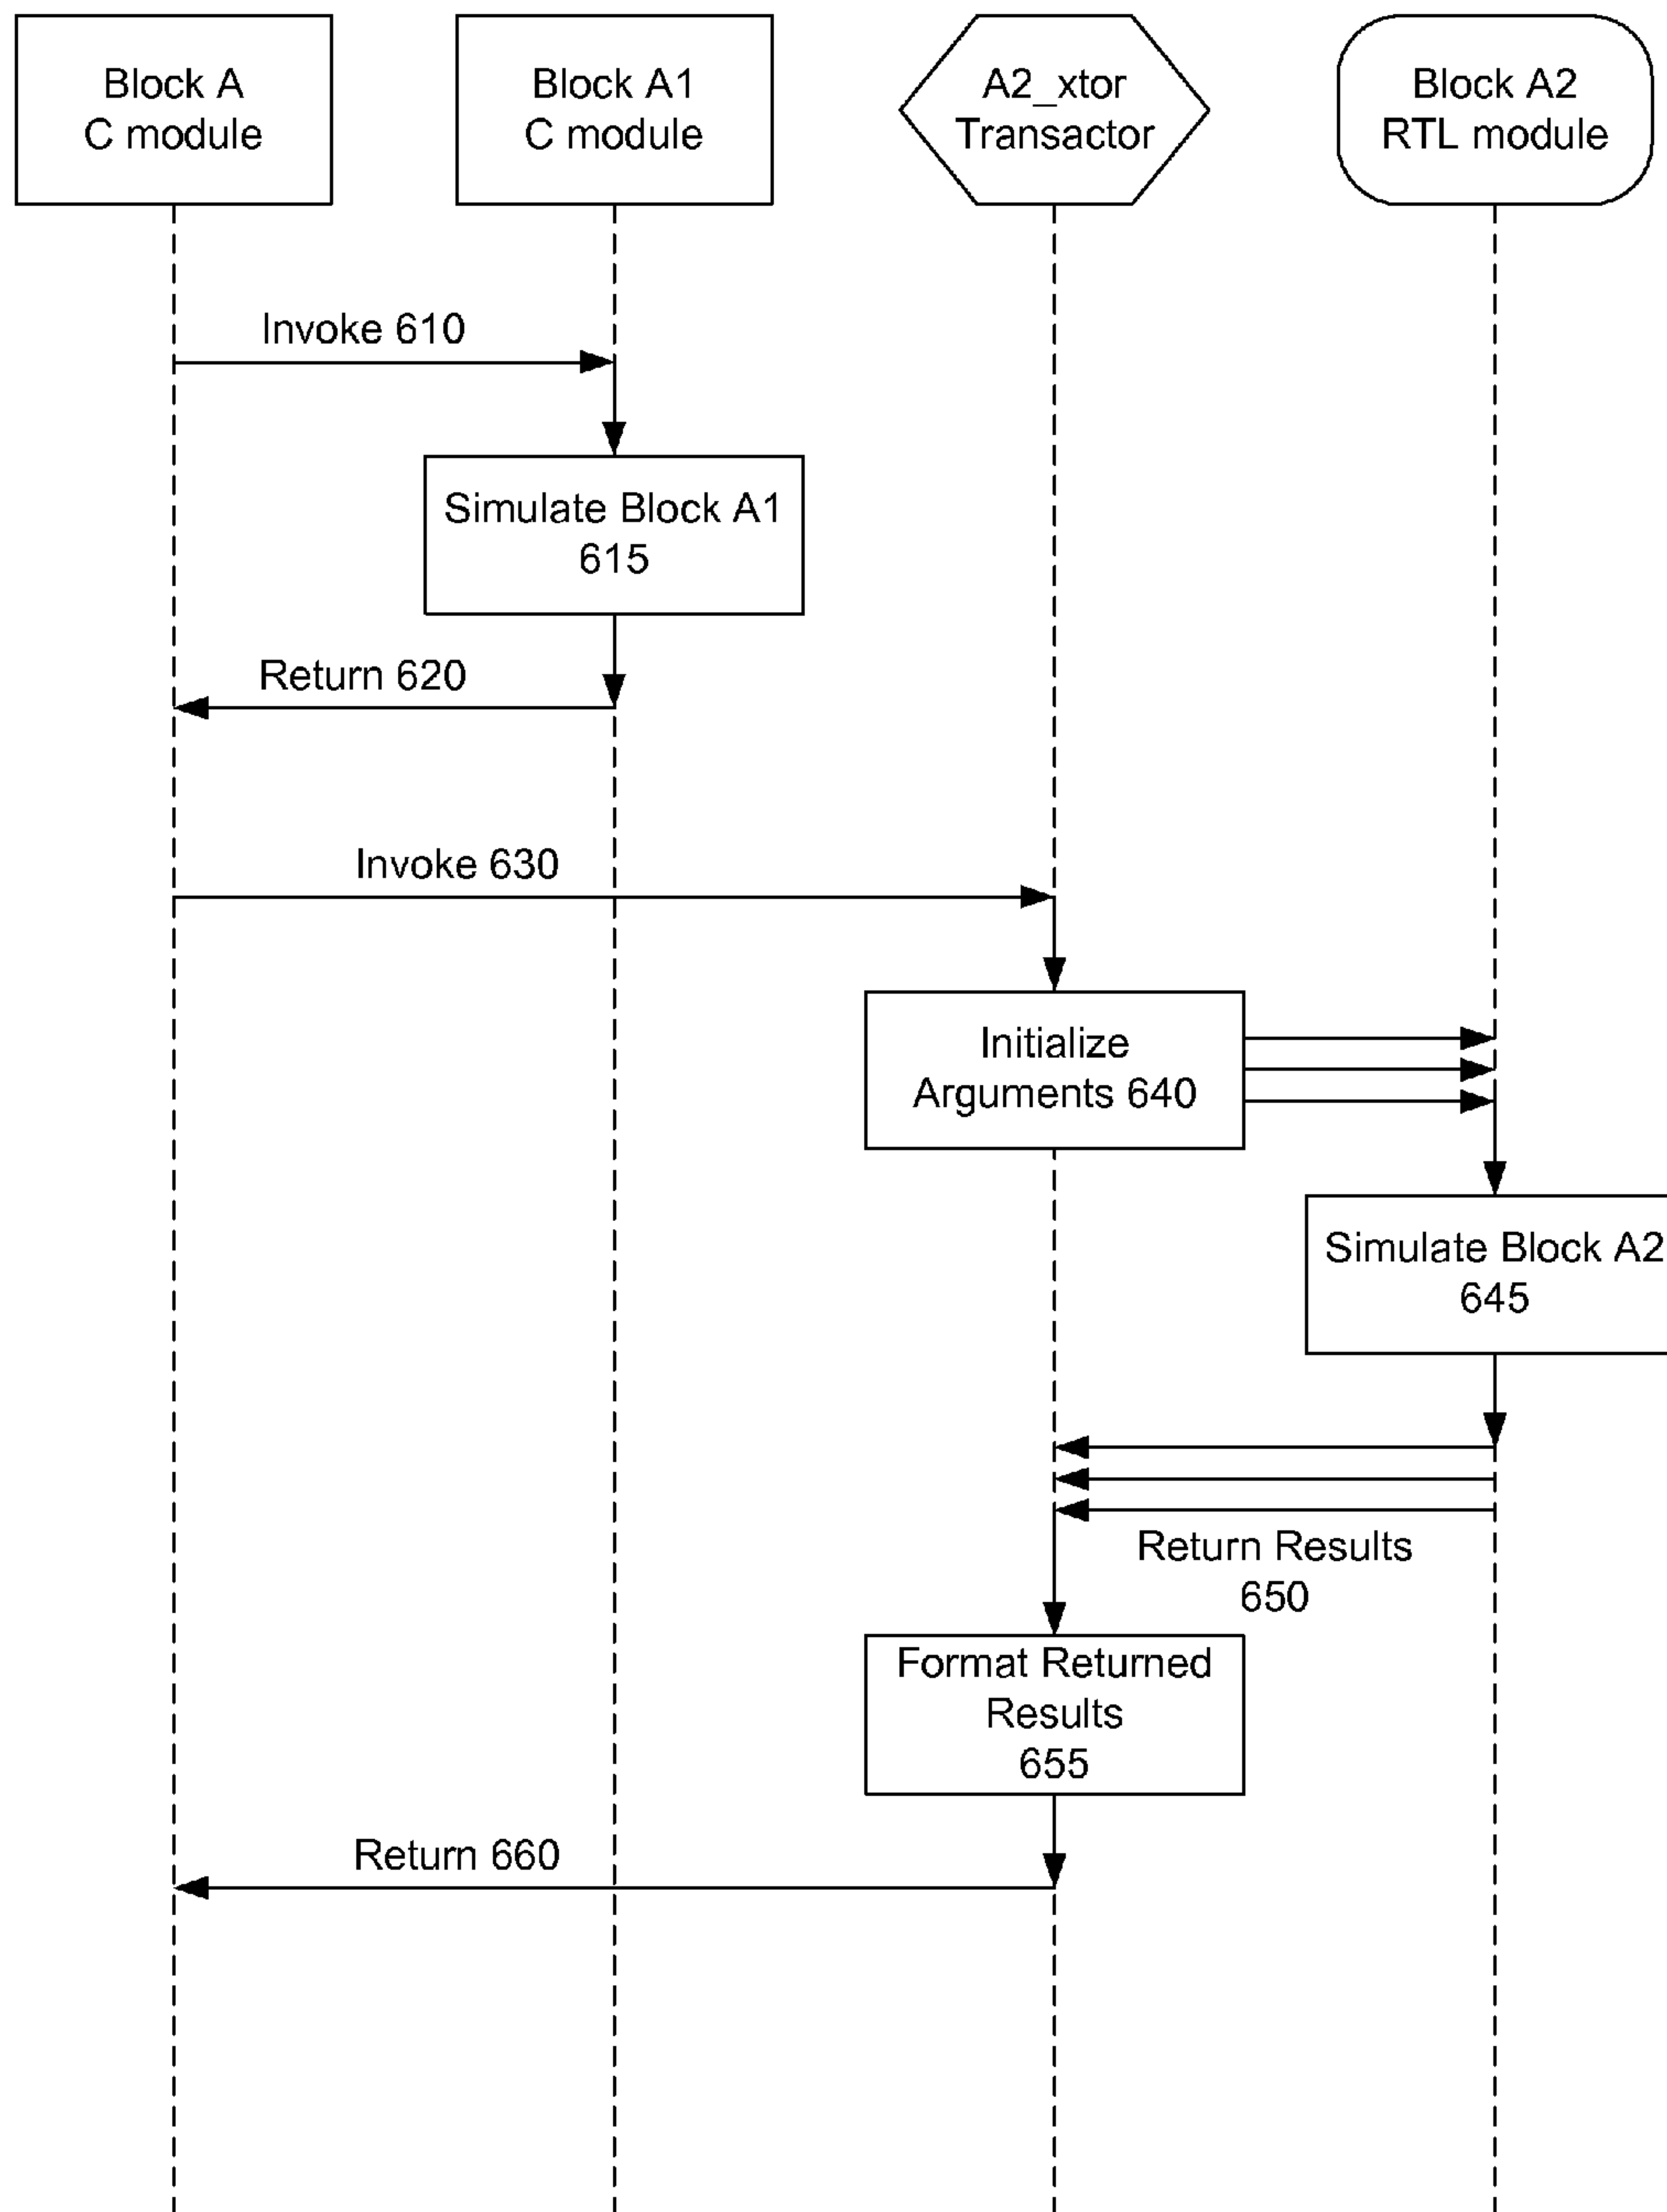 Block A
C module
Block A1
C module
A2_xtor
Transactor
Block A2
RTL module
Invoke 610
Simulate Block A1
615
Return 620
Invoke 630
Initialize
Arguments 640
Simulate Block A2
645
Return Results
650
Format Returned
Results
655
Return 660